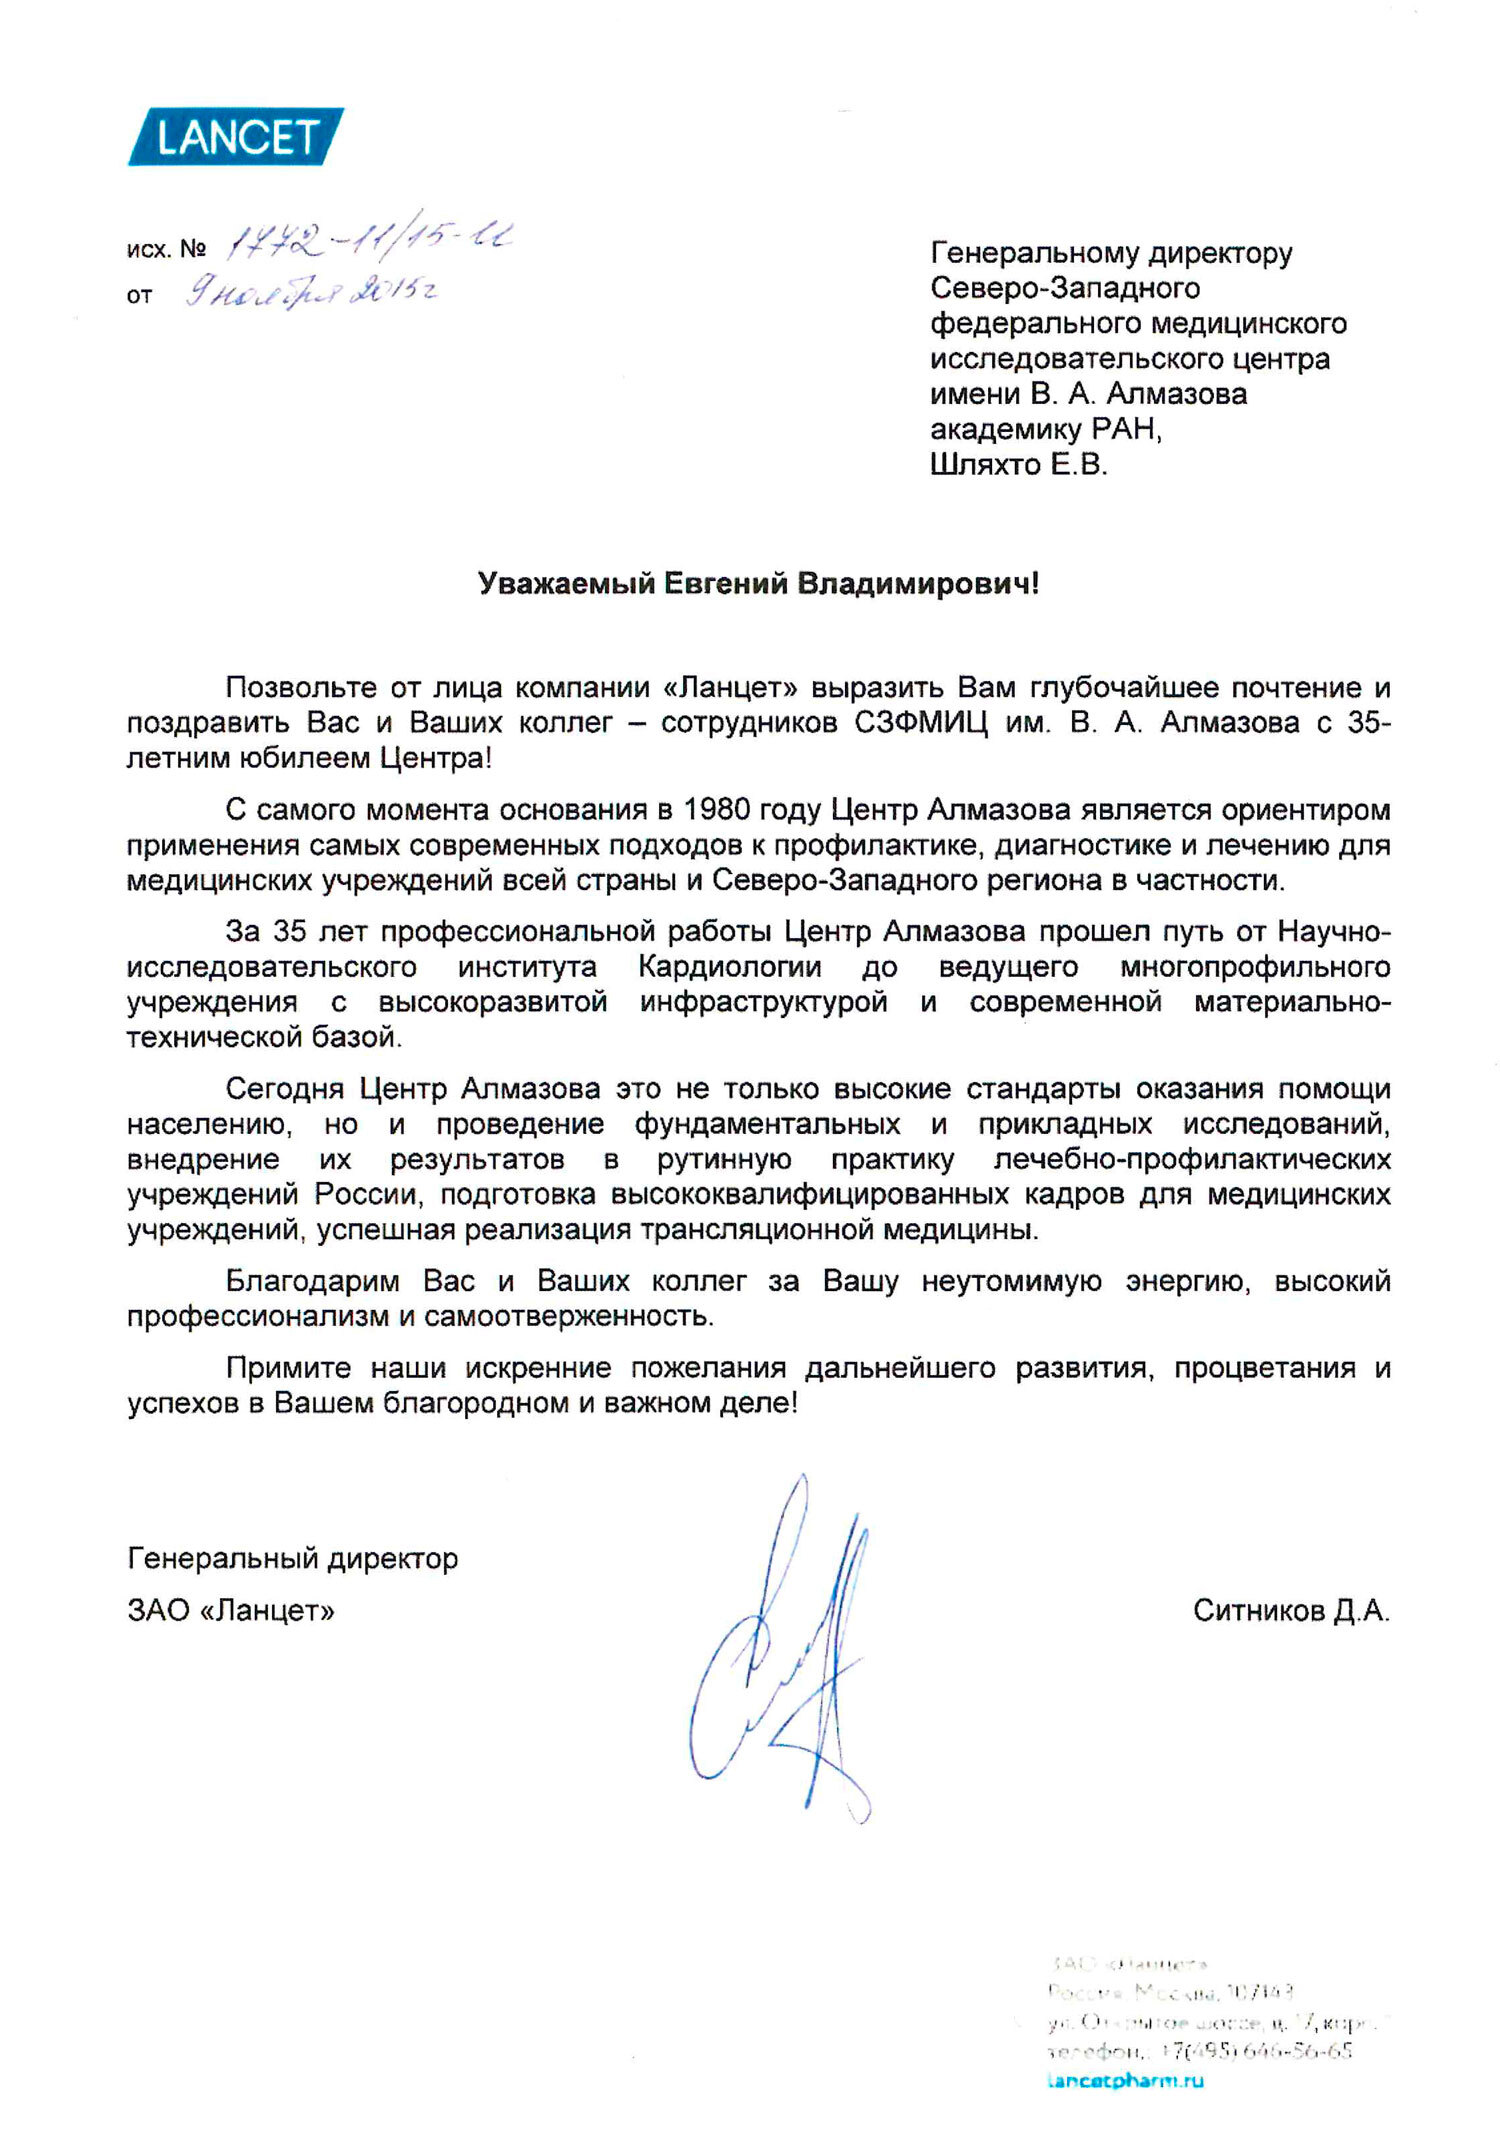 LANCET
исх. № 1772-11/15-И
от 9 ноября 2015г
Генеральному директору
Северо-Западного
федерального медицинского
исследовательского центра
имени В. А. Алмазова
академику РАН,
Шляхто Е.В.
Уважаемый Евгений Владимирович!
Позвольте от лица компании «Ланцет» выразить Вам глубочайшее почтение и
поздравить Вас и Ваших коллег – сотрудников СЗФМИЦ им. В. А. Алмазова с 35-
летним юбилеем Центра!
С самого момента основания в 1980 году Центр Алмазова является ориентиром
применения самых современных подходов к профилактике, диагностике и лечению для
медицинских учреждений всей страны и Северо-Западного региона в частности.
За 35 лет профессиональной работы Центр Алмазова прошел путь от Научно-
исследовательского института Кардиологии до ведущего многопрофильного
учреждения с высокоразвитой инфраструктурой и современной материально-
технической базой.
Сегодня Центр Алмазова это не только высокие стандарты оказания помощи
населению, но и проведение фундаментальных и прикладных исследований,
внедрение их результатов в рутинную практику лечебно-профилактических
учреждений России, подготовка высококвалифицированных кадров для медицинских
учреждений, успешная реализация трансляционной медицины.
Благодарим Вас и Ваших коллег за Вашу неутомимую энергию, высокий
профессионализм и самоотверженность.
Примите наши искренние пожелания дальнейшего развития, процветания и
успехов в Вашем благородном и важном деле!
Генеральный директор
ЗАО «Ланцет»
Ситников Д.А.
ЗАО «Ланцет»
Россия, Москва, 107143
ул. Открытое шоссе, д. 17, корп.
телефон.: +7(495) 646-56-65
lancetpharm.ru